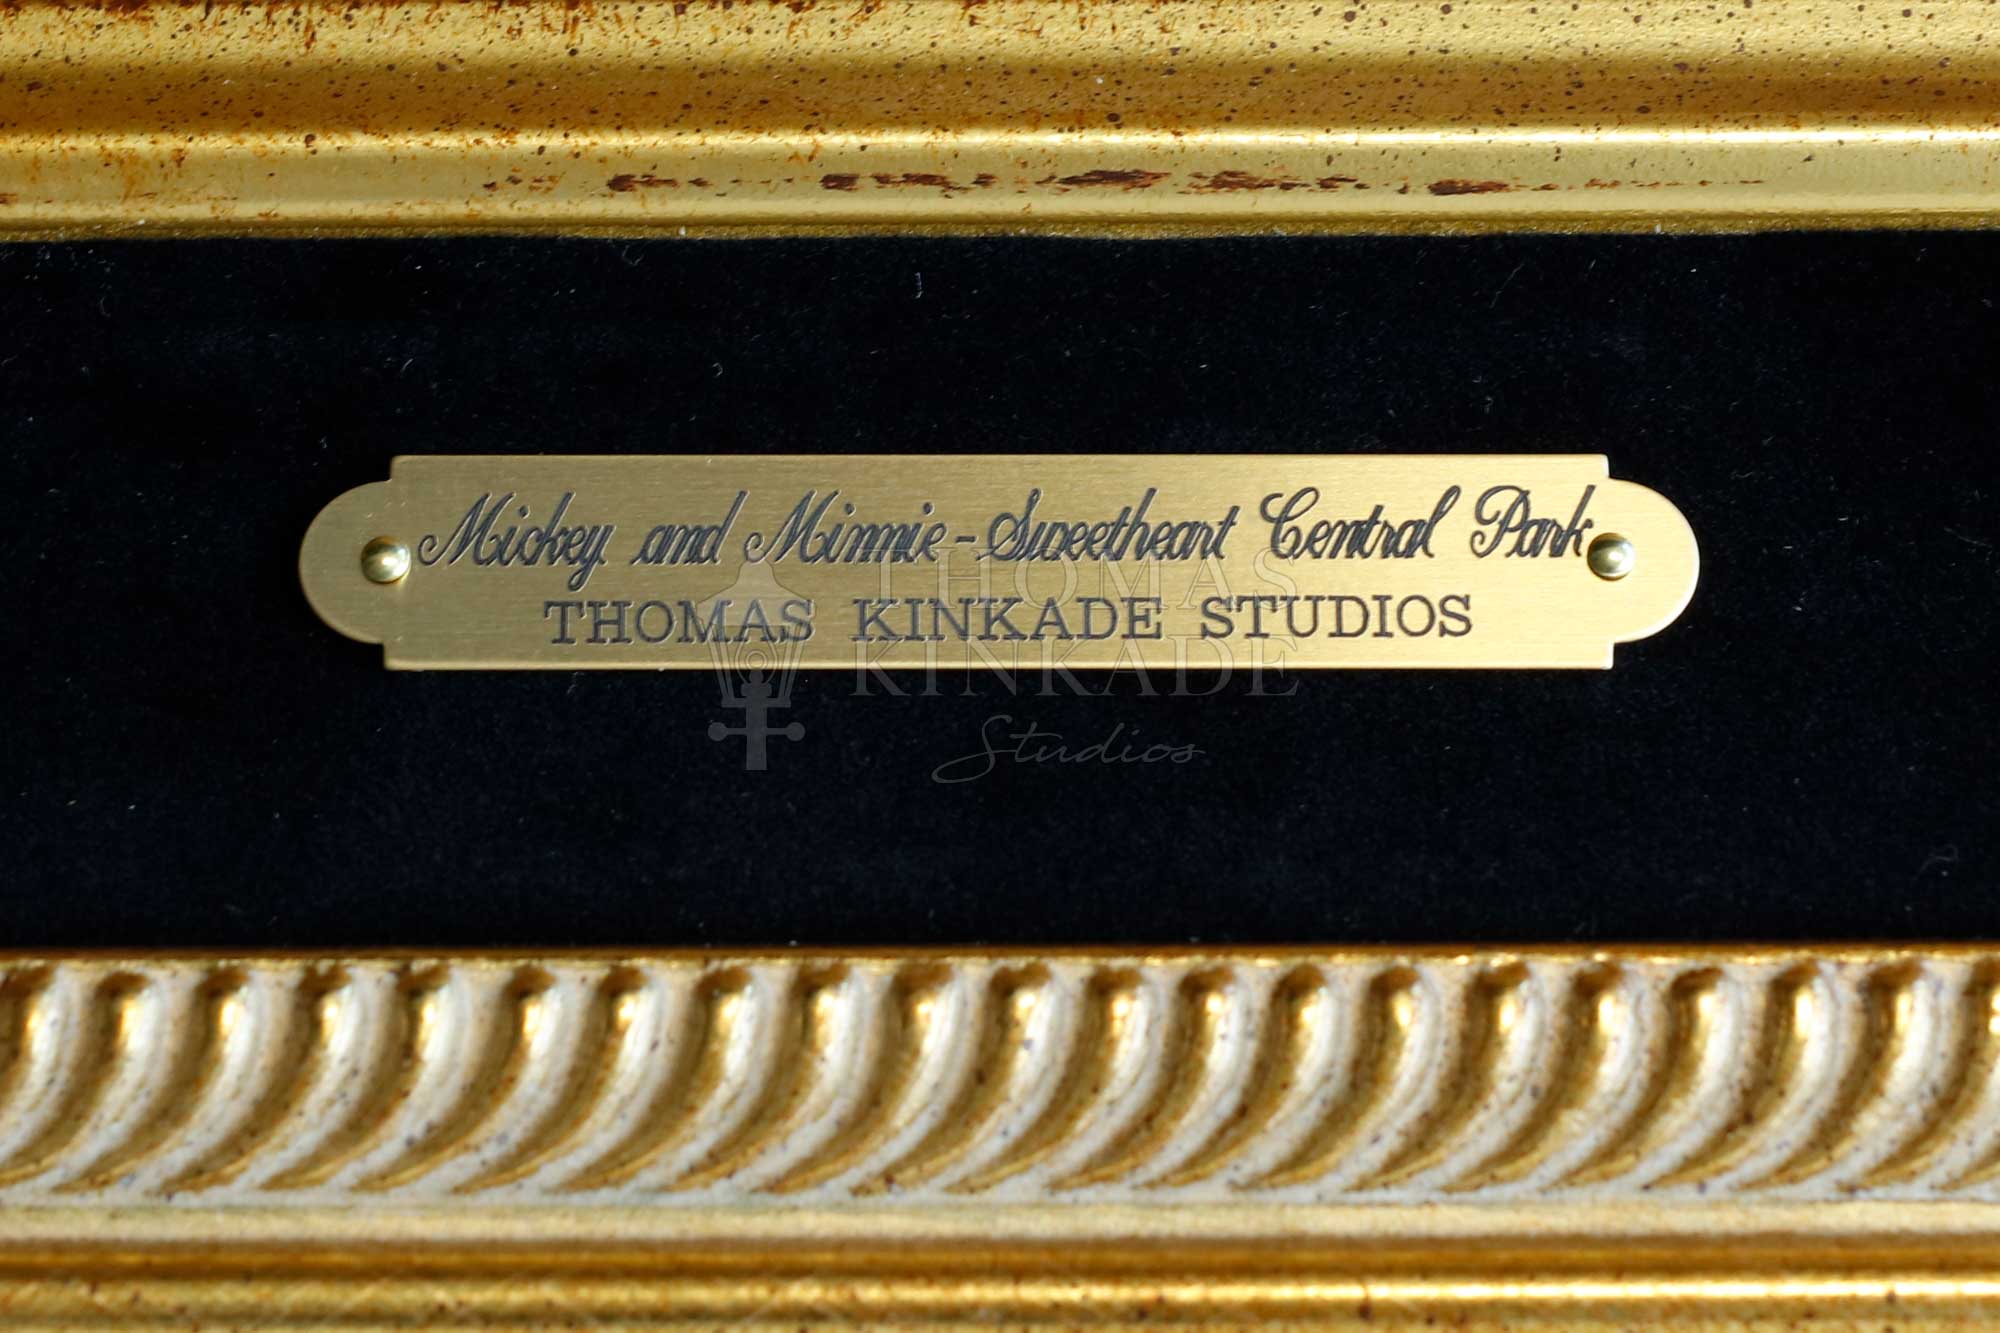 Mickey and Minnie-Sweetheart Central Park
THOMAS KINKADE STUDIOS
THOMAS
KINKADE
Studios